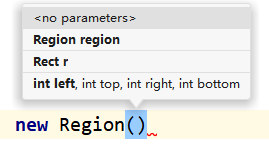 <no parameters>
Region region
Rect r
int left, int top, int right, int bottom
new Region()